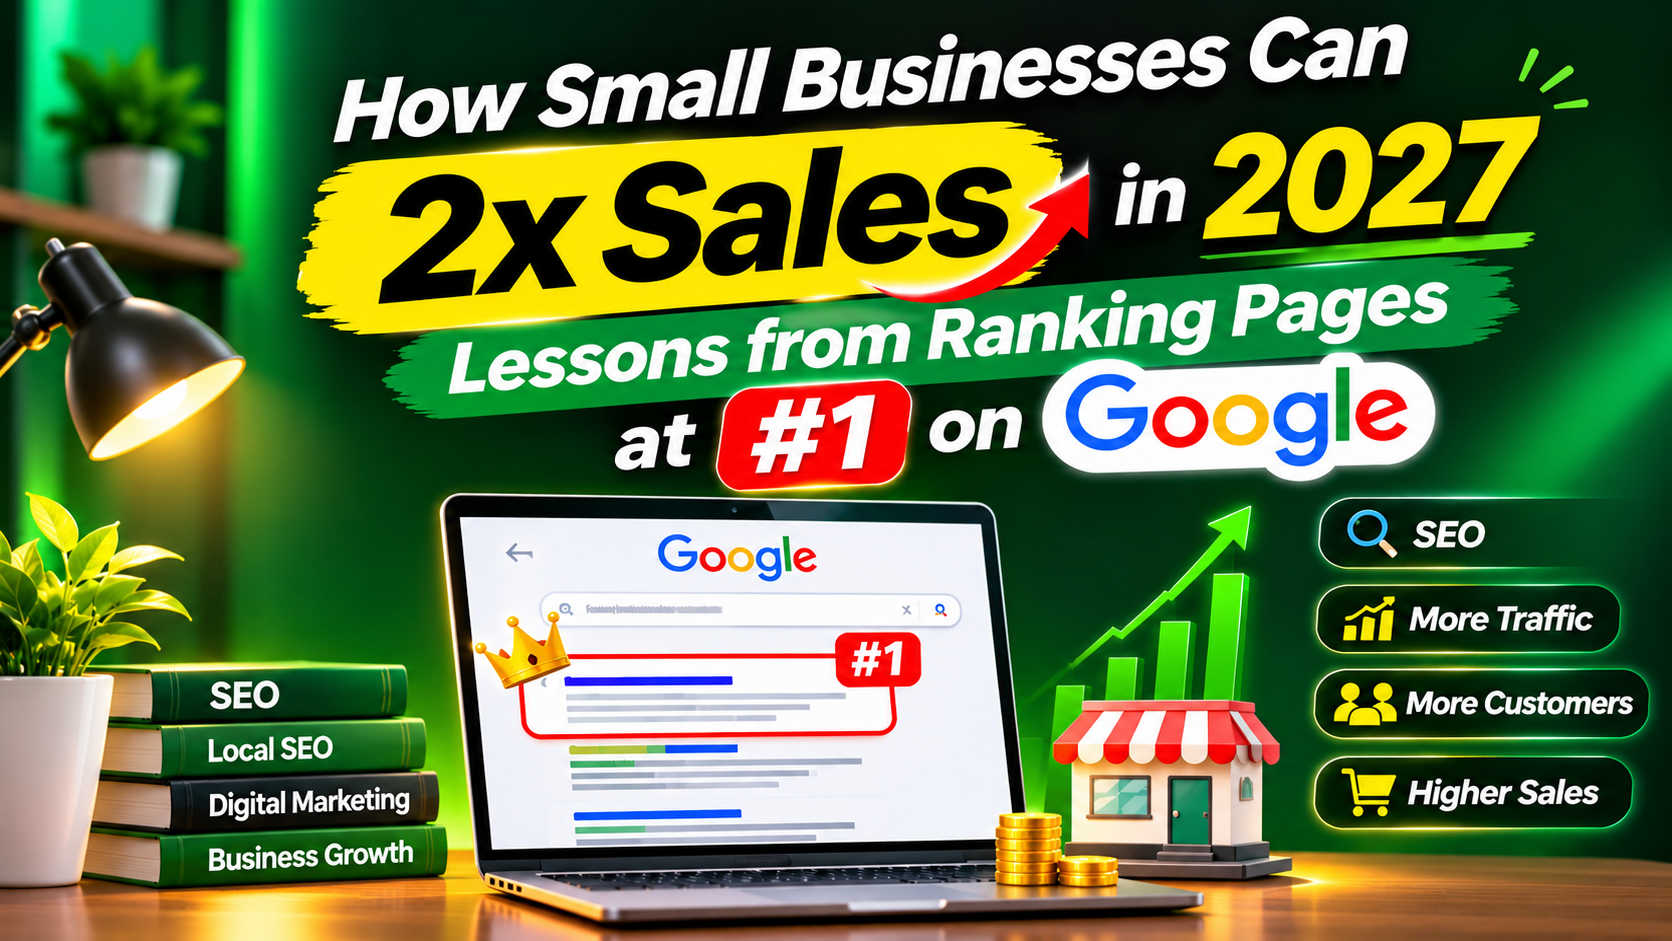 How Small Businesses Can
2x Sales in 2027
Lessons from Ranking Pages
at #1 on Google
Google
#1
SEO
More Traffic
More Customers
Higher Sales
SEO
Local SEO
Digital Marketing
Business Growth